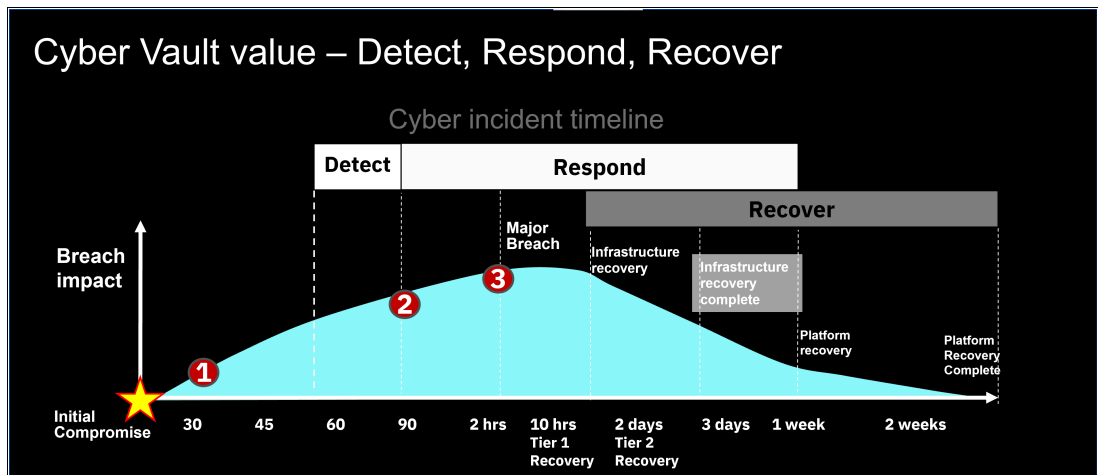 Cyber Vault value – Detect, Respond, Recover
Cyber incident timeline
Detect
Respond
Recover
Breach
impact
Major
Breach
Infrastructure
recovery
Infrastructure
recovery
complete
Platform
recovery
Platform
Recovery
Complete
1
2
3
Initial
Compromise
30
45
60
90
2 hrs
10 hrs
Tier 1
Recovery
2 days
Tier 2
Recovery
3 days
1 week
2 weeks